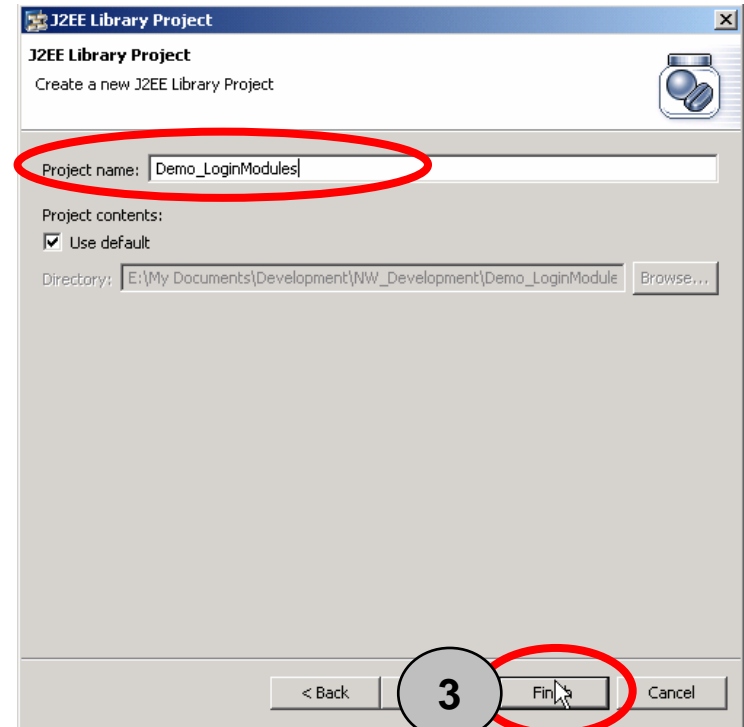 J2EE Library Project
J2EE Library Project
Create a new J2EE Library Project
Project name: Demo_LoginModules
Project contents:
Use default
Directory: E:\My Documents\Development\NW_Development\Demo_LoginModule Browse...
< Back 3 Cancel